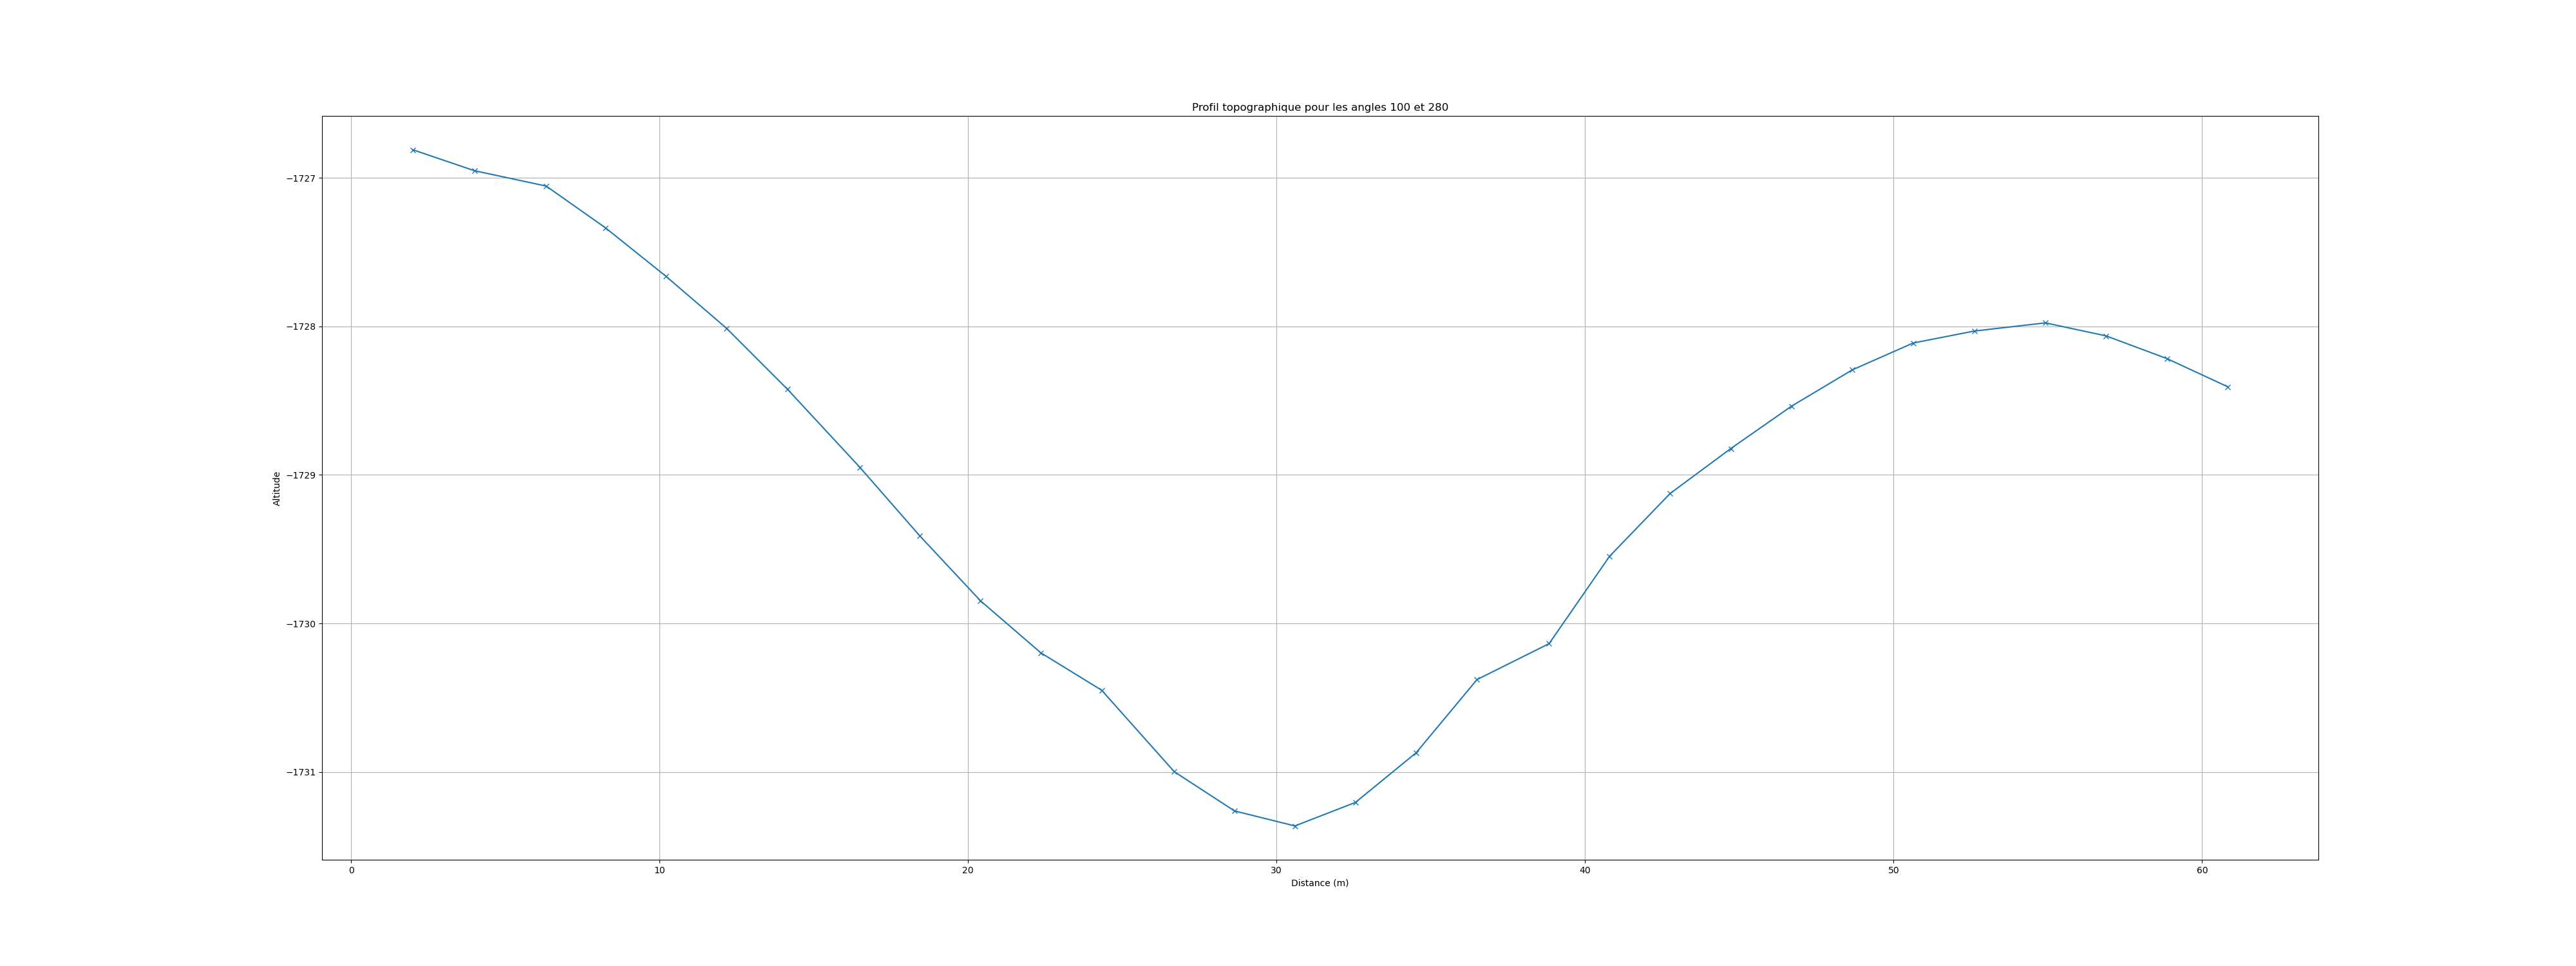 Profil topographique pour les angles 100 et 280
Altitude
−1727
−1728
−1729
−1730
−1731
0 10 20 30 40 50 60
Distance (m)